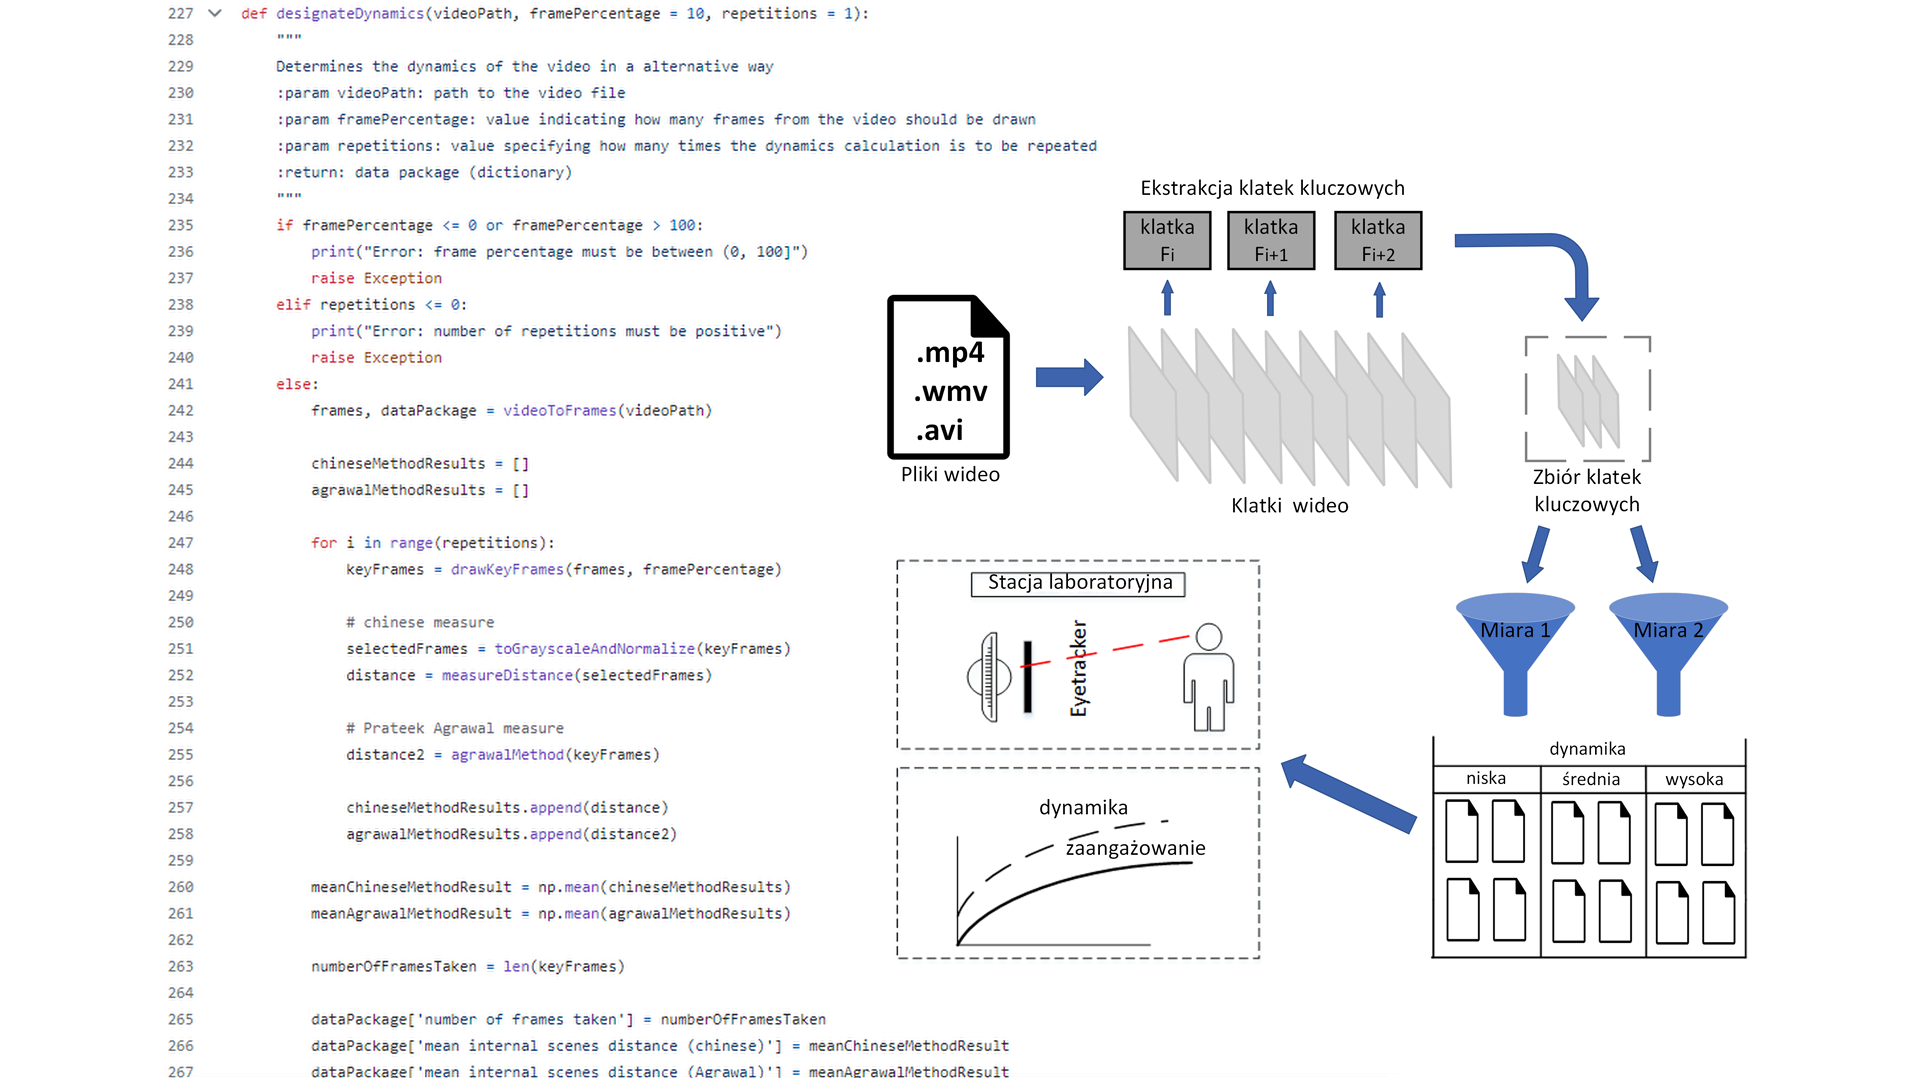 227 def designateDynamics(videoPath, framePercentage = 10, repetitions = 1):
228 """
229 Determines the dynamics of the video in a alternative way
230 :param videoPath: path to the video file
231 :param framePercentage: value indicating how many frames from the video should be drawn
232 :param repetitions: value specifying how many times the dynamics calculation is to be repeated
233 :return: data package (dictionary)
234 """
235 if framePercentage <= 0 or framePercentage > 100:
236 print("Error: frame percentage must be between (0, 100]")
237 raise Exception
238 elif repetitions <= 0:
239 print("Error: number of repetitions must be positive")
240 raise Exception
241 else:
242 frames, dataPackage = videoToFrames(videoPath)
243
244 chineseMethodResults = []
245 agrawalMethodResults = []
246
247 for i in range(repetitions):
248 keyFrames = drawKeyFrames(frames, framePercentage)
249
250 # chinese measure
251 selectedFrames = toGrayscaleAndNormalize(keyFrames)
252 distance = measureDistance(selectedFrames)
253
254 # Prateek Agrawal measure
255 distance2 = agrawalMethod(keyFrames)
256
257 chineseMethodResults.append(distance)
258 agrawalMethodResults.append(distance2)
259
260 meanChineseMethodResult = np.mean(chineseMethodResults)
261 meanAgrawalMethodResult = np.mean(agrawalMethodResults)
262
263 numberOfFramesTaken = len(keyFrames)
264
265 dataPackage['number of frames taken'] = numberOfFramesTaken
266 dataPackage['mean internal scenes distance (chinese)'] = meanChineseMethodResult
267 dataPackage['mean internal scenes distance (Agrawal)'] = meanAgrawalMethodResult
Ekstrakcja klatek kluczowych
klatka
Fi
klatka
Fi+1
klatka
Fi+2
.mp4
.wmv
.avi
Pliki wideo
Klatki wideo
Zbiór klatek
kluczowych
Miara 1
Miara 2
dynamika
niska
średnia
wysoka
Stacja laboratoryjna
Eyetracker
dynamika
zaangażowanie